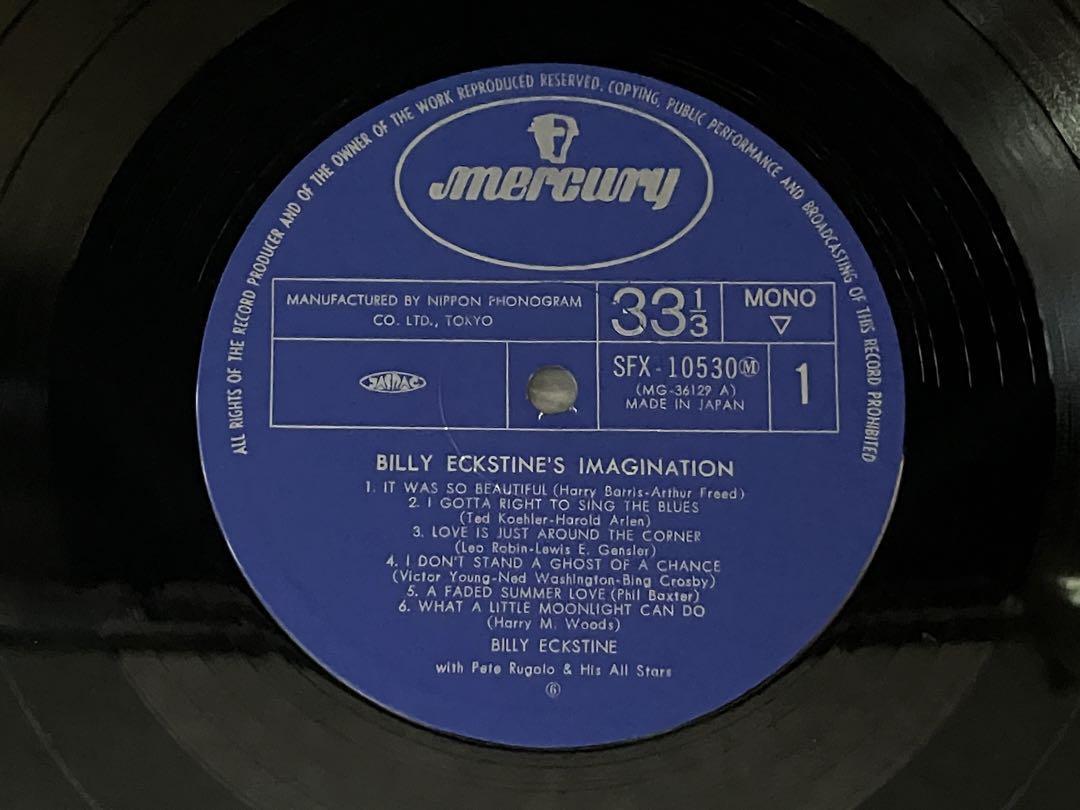 ALL RIGHTS OF THE RECORD PRODUCER AND OF THE OWNER OF THE WORK REPRODUCED RESERVED. COPYING, PUBLIC PERFORMANCE AND BROADCASTING OF THIS RECORD PROHIBITED
mercury
MANUFACTURED BY NIPPON PHONOGRAM
CO. LTD., TOKYO
33 1/3
MONO
▽
SFX-10530Ⓜ
(MG-36129 A)
MADE IN JAPAN
1
BILLY ECKSTINE'S IMAGINATION
1. IT WAS SO BEAUTIFUL (Harry Barris-Arthur Freed)
2. I GOTTA RIGHT TO SING THE BLUES
(Ted Koehler-Harold Arlen)
3. LOVE IS JUST AROUND THE CORNER
(Leo Robin-Lewis E. Gensler)
4. I DON'T STAND A GHOST OF A CHANCE
(Victor Young-Ned Washington-Bing Crosby)
5. A FADED SUMMER LOVE (Phil Baxter)
6. WHAT A LITTLE MOONLIGHT CAN DO
(Harry M. Woods)
BILLY ECKSTINE
with Pete Rugolo & His All Stars
⑥